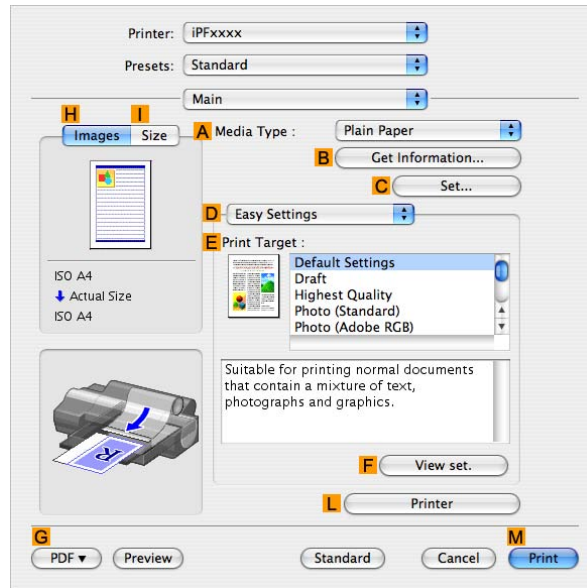 Printer: iPFxxxx
Presets: Standard
Main
H I
Images Size
A Media Type : Plain Paper
B Get Information...
C Set...
D Easy Settings
E Print Target :
Default Settings
Draft
Highest Quality
Photo (Standard)
Photo (Adobe RGB)
ISO A4
Actual Size
ISO A4
Suitable for printing normal documents
that contain a mixture of text,
photographs and graphics.
R
F View set.
L Printer
G M
PDF Preview Standard Cancel Print